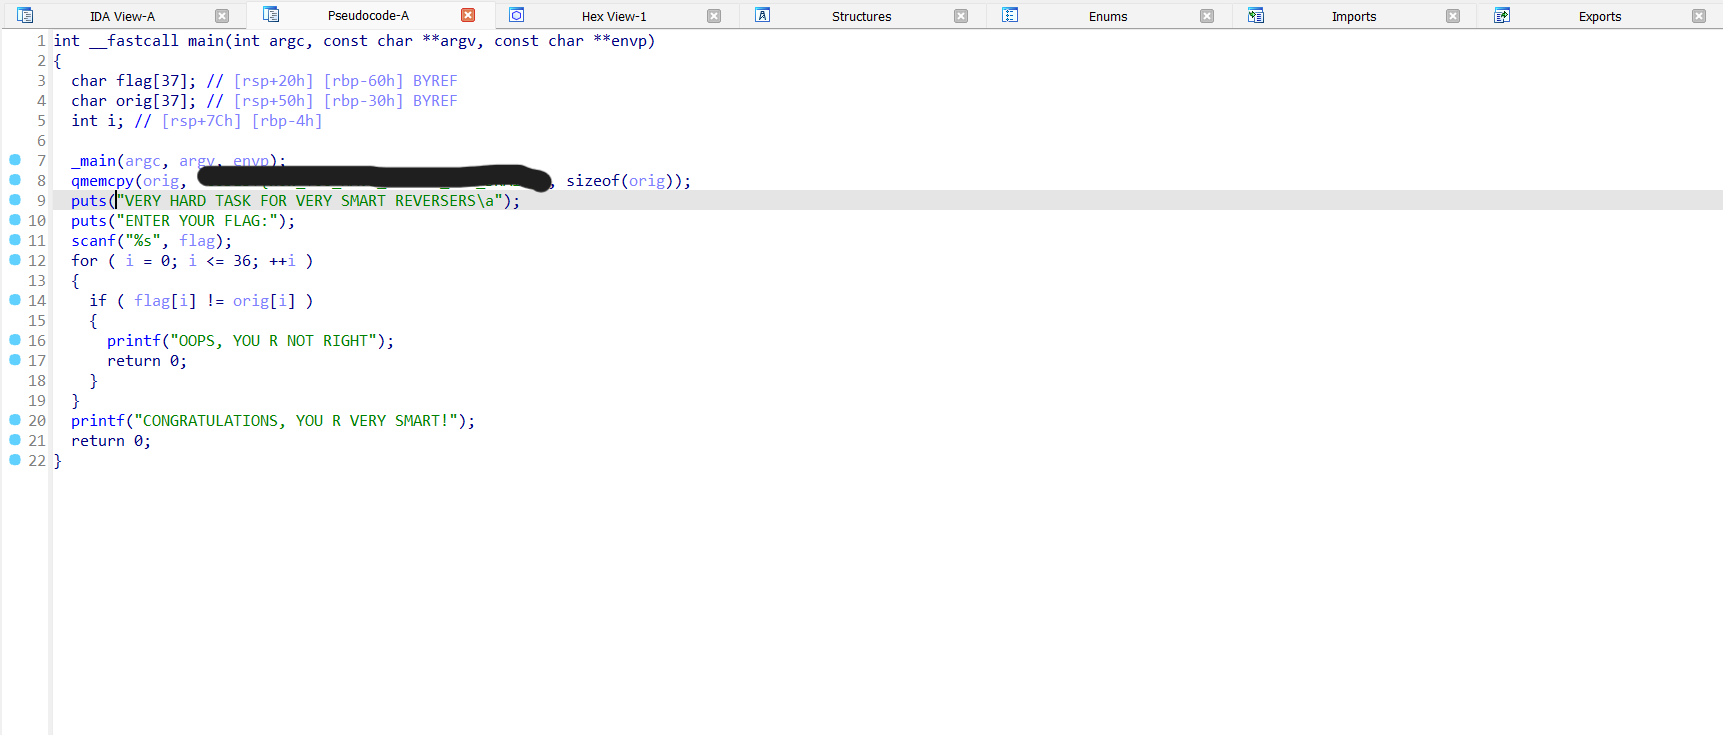 IDA View-A Pseudocode-A Hex View-1 Structures Enums Imports Exports
1 int __fastcall main(int argc, const char **argv, const char **envp)
2 {
3 char flag[37]; // [rsp+20h] [rbp-60h] BYREF
4 char orig[37]; // [rsp+50h] [rbp-30h] BYREF
5 int i; // [rsp+7Ch] [rbp-4h]
6
7 _main(argc, argv, envp);
8 qmemcpy(orig, , sizeof(orig));
9 puts("VERY HARD TASK FOR VERY SMART REVERSERS\a");
10 puts("ENTER YOUR FLAG:");
11 scanf("%s", flag);
12 for ( i = 0; i <= 36; ++i )
13 {
14 if ( flag[i] != orig[i] )
15 {
16 printf("OOPS, YOU R NOT RIGHT");
17 return 0;
18 }
19 }
20 printf("CONGRATULATIONS, YOU R VERY SMART!");
21 return 0;
22 }